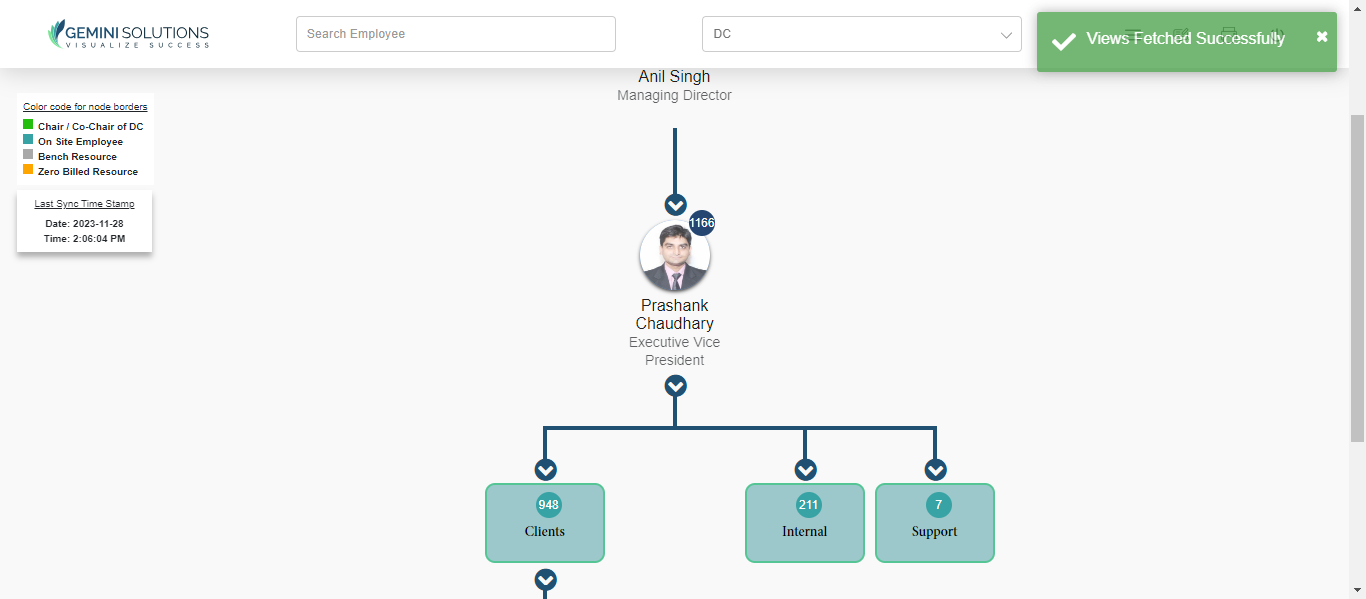 GEMINI SOLUTIONS
VISUALIZE SUCCESS
Search Employee
DC
Views Fetched Successfully
Anil Singh
Managing Director
Color code for node borders
Chair / Co-Chair of DC
On Site Employee
Bench Resource
Zero Billed Resource
Last Sync Time Stamp
Date: 2023-11-28
Time: 2:06:04 PM
1166
Prashank
Chaudhary
Executive Vice
President
948
Clients
211
Internal
7
Support